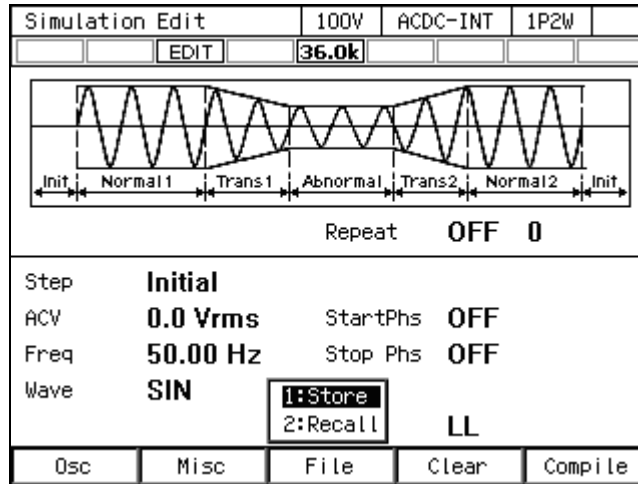 Simulation Edit 100V ACDC-INT 1P2W
EDIT 36.0k
Init Normal1 Trans1 Abnormal Trans2 Normal2 Init
Repeat OFF 0
Step Initial
ACV 0.0 Vrms StartPhs OFF
Freq 50.00 Hz Stop Phs OFF
Wave SIN
1:Store
2:Recall LL
Osc Misc File Clear Compile